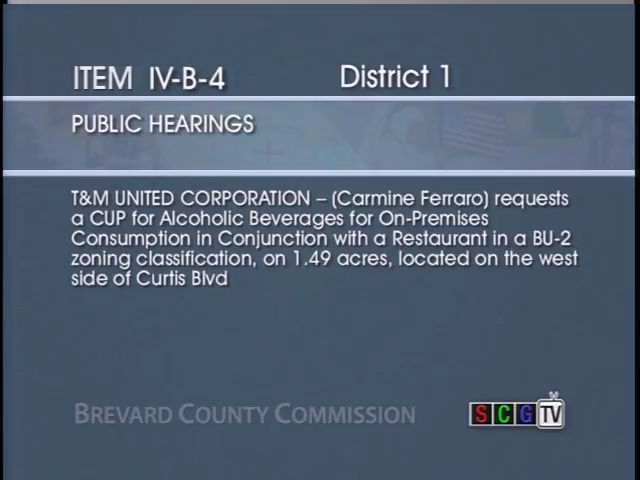 ITEM IV-B-4 District 1
PUBLIC HEARINGS
T&M UNITED CORPORATION – (Carmine Ferraro) requests
a CUP for Alcoholic Beverages for On-Premises
Consumption in Conjunction with a Restaurant in a BU-2
zoning classification, on 1.49 acres, located on the west
side of Curtis Blvd
BREVARD COUNTY COMMISSION SCGTV